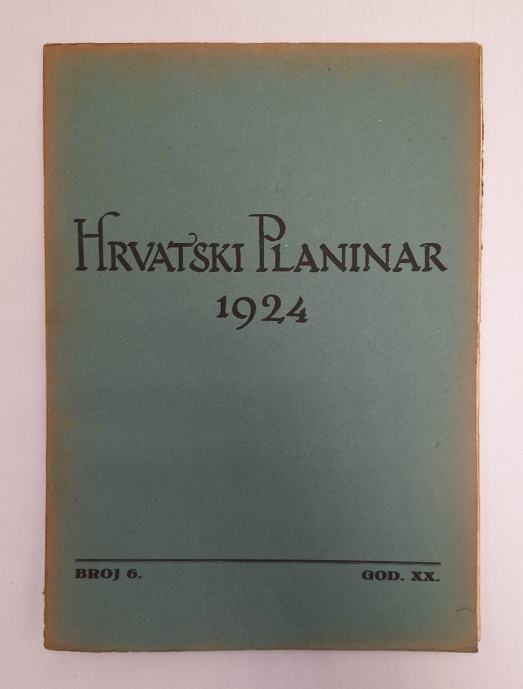 HRVATSKI PLANINAR
1924
BROJ 6. GOD. XX.